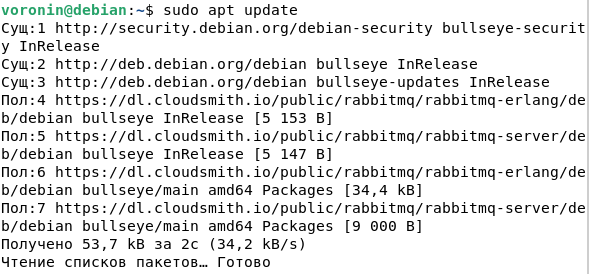 voronin@debian:~$ sudo apt update
Сущ:1 http://security.debian.org/debian-security bullseye-securit
y InRelease
Сущ:2 http://deb.debian.org/debian bullseye InRelease
Сущ:3 http://deb.debian.org/debian bullseye-updates InRelease
Пол:4 https://dl.cloudsmith.io/public/rabbitmq/rabbitmq-erlang/de
b/debian bullseye InRelease [5 153 B]
Пол:5 https://dl.cloudsmith.io/public/rabbitmq/rabbitmq-server/de
b/debian bullseye InRelease [5 147 B]
Пол:6 https://dl.cloudsmith.io/public/rabbitmq/rabbitmq-erlang/de
b/debian bullseye/main amd64 Packages [34,4 kB]
Пол:7 https://dl.cloudsmith.io/public/rabbitmq/rabbitmq-server/de
b/debian bullseye/main amd64 Packages [9 000 B]
Получено 53,7 kB за 2с (34,2 kB/s)
Чтение списков пакетов… Готово